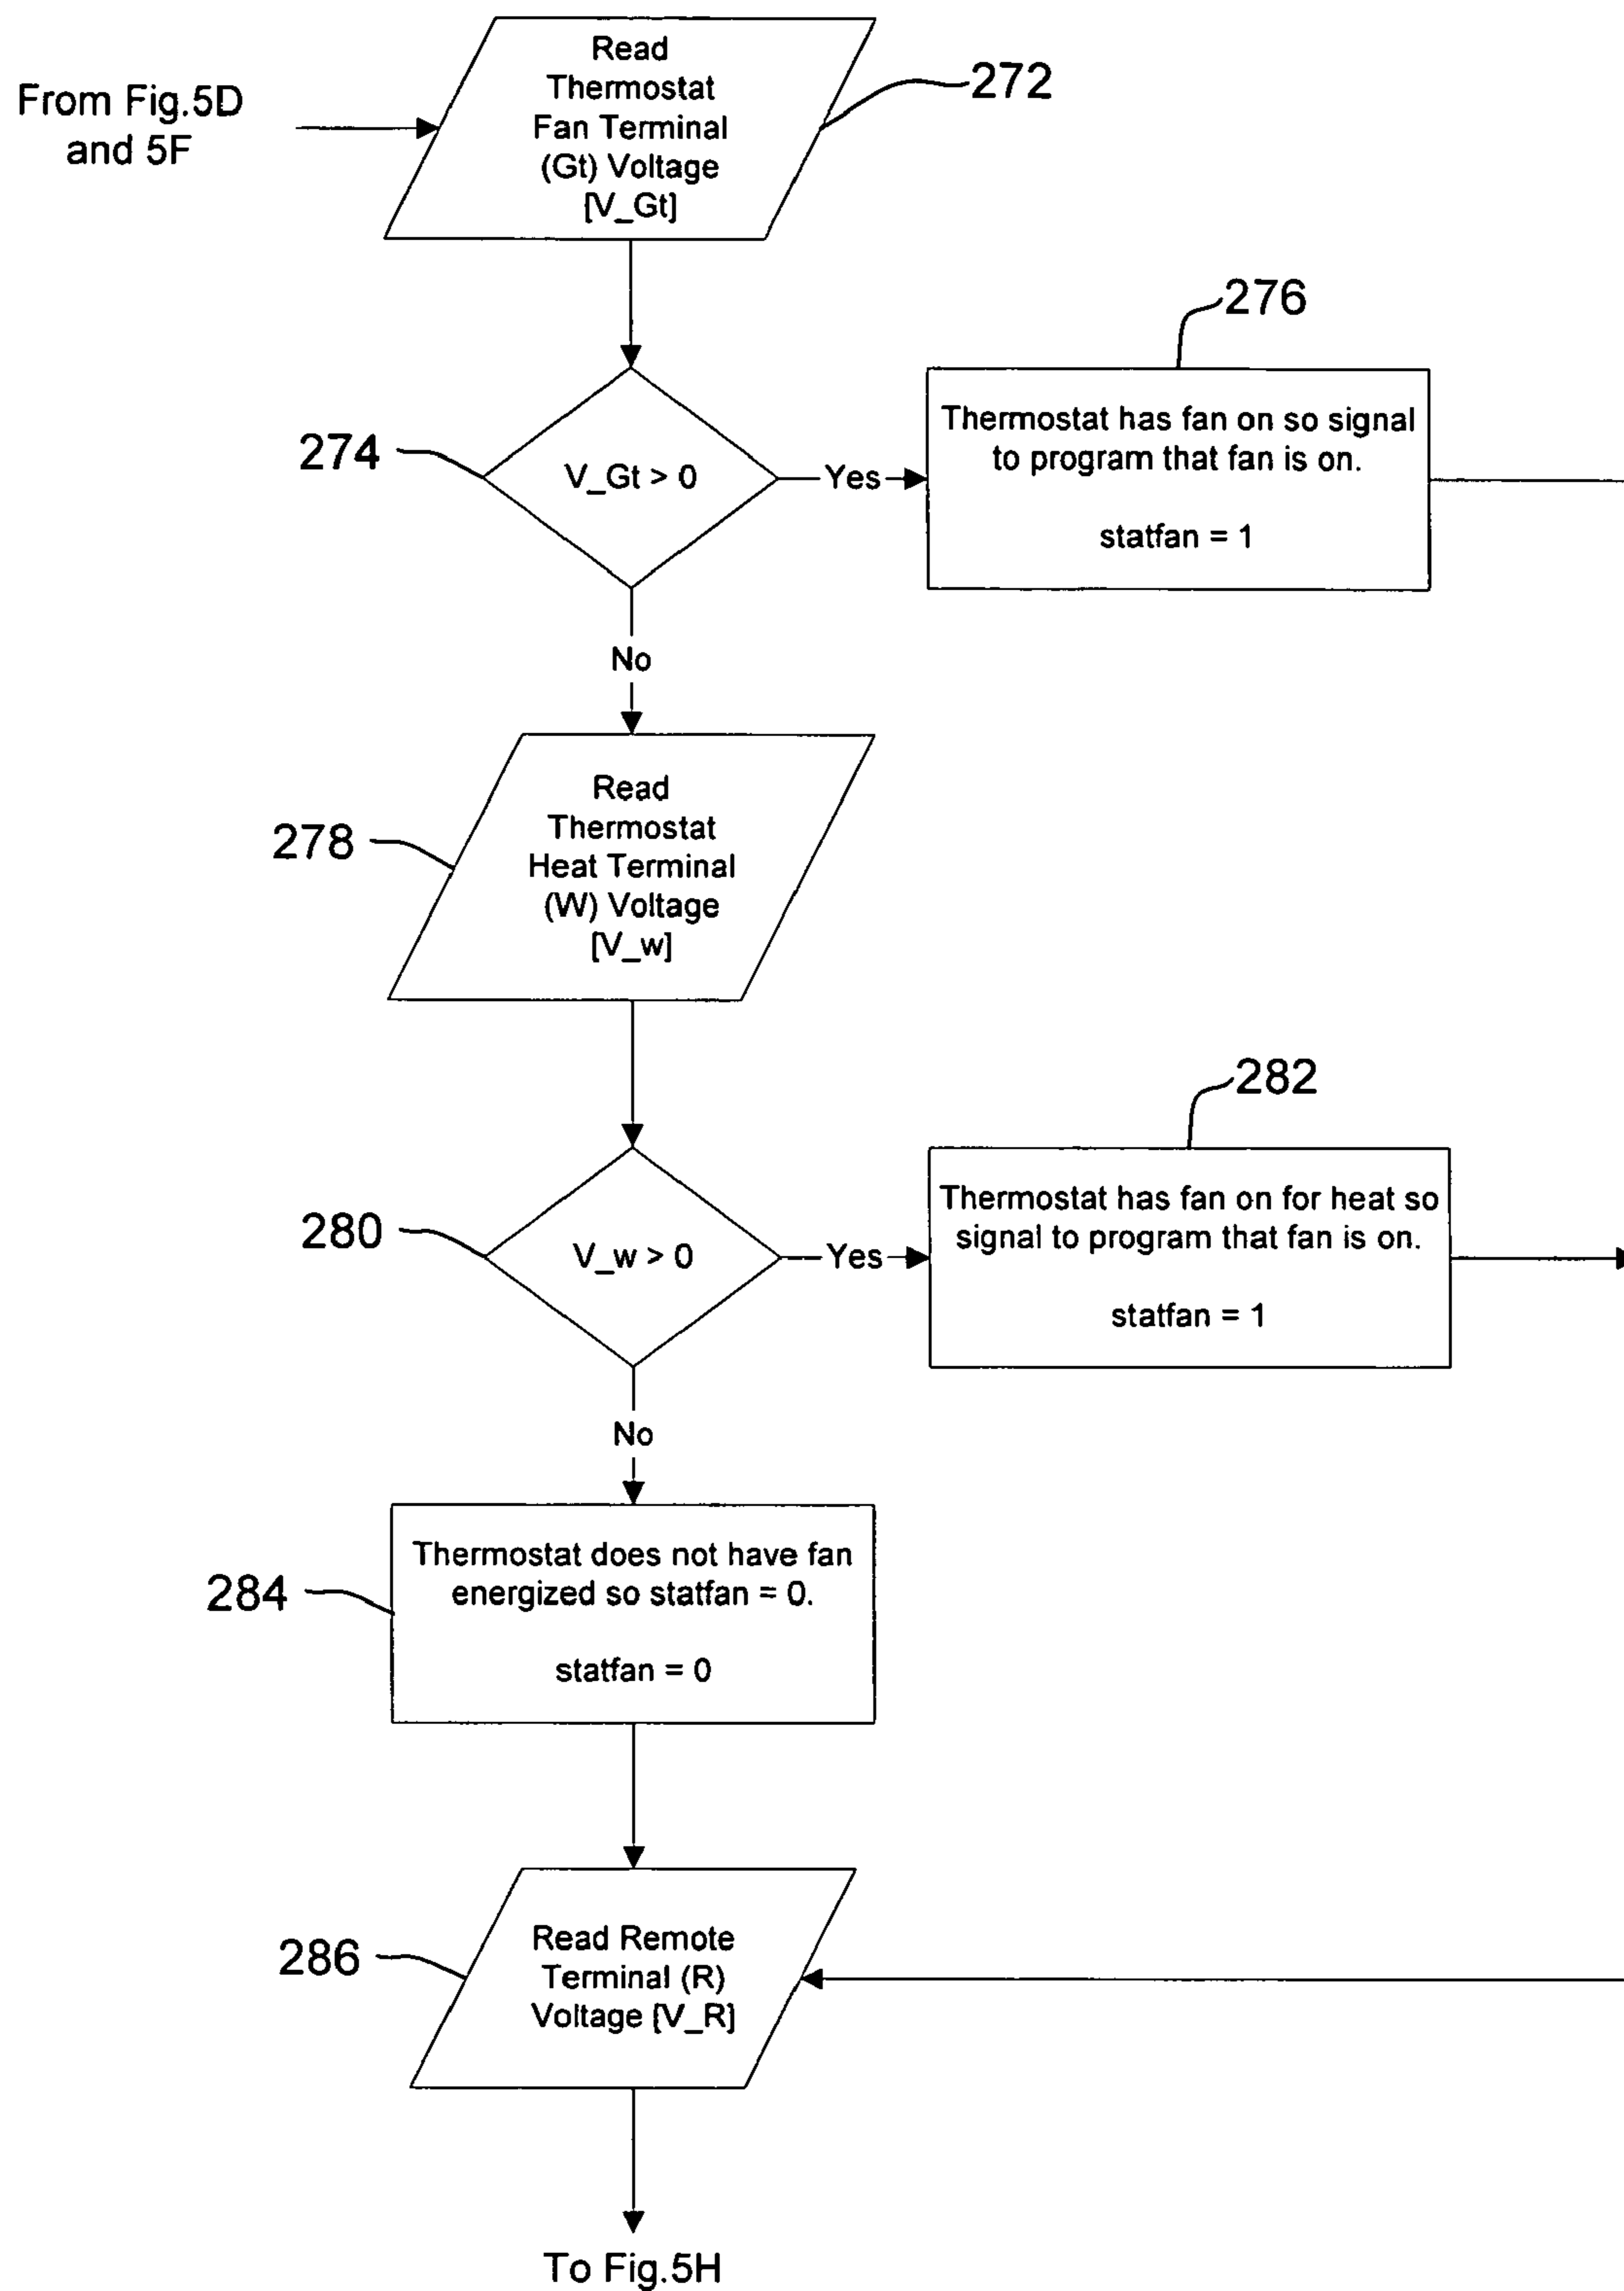 From Fig.5D
and 5F
Read
Thermostat
Fan Terminal
(Gt) Voltage
[V_Gt]
272
276
274
V_Gt > 0
Yes
Thermostat has fan on so signal
to program that fan is on.
statfan = 1
No
278
Read
Thermostat
Heat Terminal
(W) Voltage
[V_w]
282
280
V_w > 0
Yes
Thermostat has fan on for heat so
signal to program that fan is on.
statfan = 1
No
284
Thermostat does not have fan
energized so statfan = 0.
statfan = 0
286
Read Remote
Terminal (R)
Voltage [V_R]
To Fig.5H